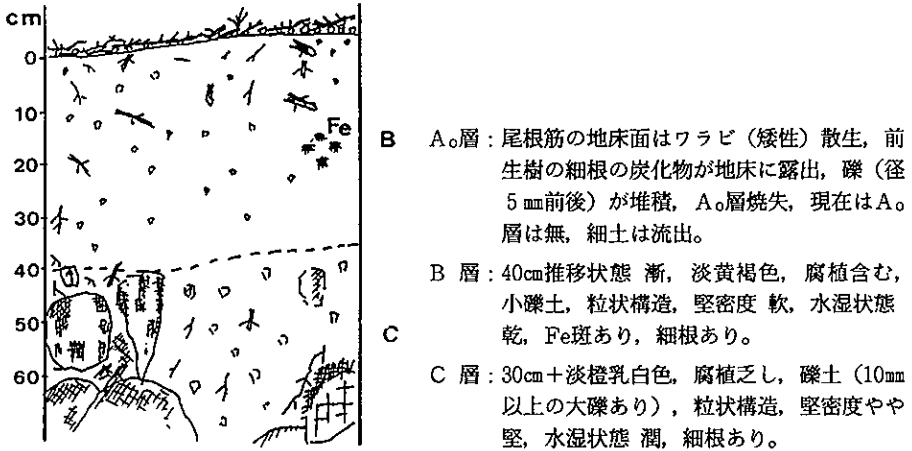 cm
0
10
20
30
40
50
60
Fe
B
C
A₀層：尾根筋の地床面はワラビ（矮性）散生，前
生樹の細根の炭化物が地床に露出，礫（径
5㎜前後）が堆積，A₀層焼失，現在はA₀
層は無，細土は流出。
B 層：40㎝推移状態 漸，淡黄褐色，腐植含む，
小礫土，粒状構造，堅密度 軟，水湿状態
乾，Fe斑あり，細根あり。
C 層：30㎝＋淡橙乳白色，腐植乏し，礫土（10㎜
以上の大礫あり），粒状構造，堅密度やや
堅，水湿状態 潤，細根あり。